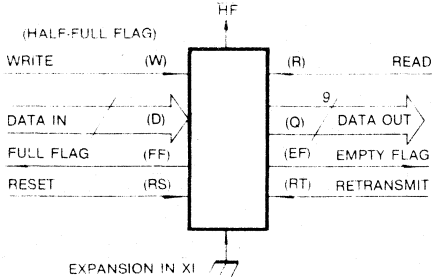 HF
(HALF-FULL FLAG)
WRITE (W) (R) READ
9
DATA IN (D) (Q) DATA OUT
FULL FLAG (FF) (EF) EMPTY FLAG
RESET (RS) (RT) RETRANSMIT
EXPANSION IN XI